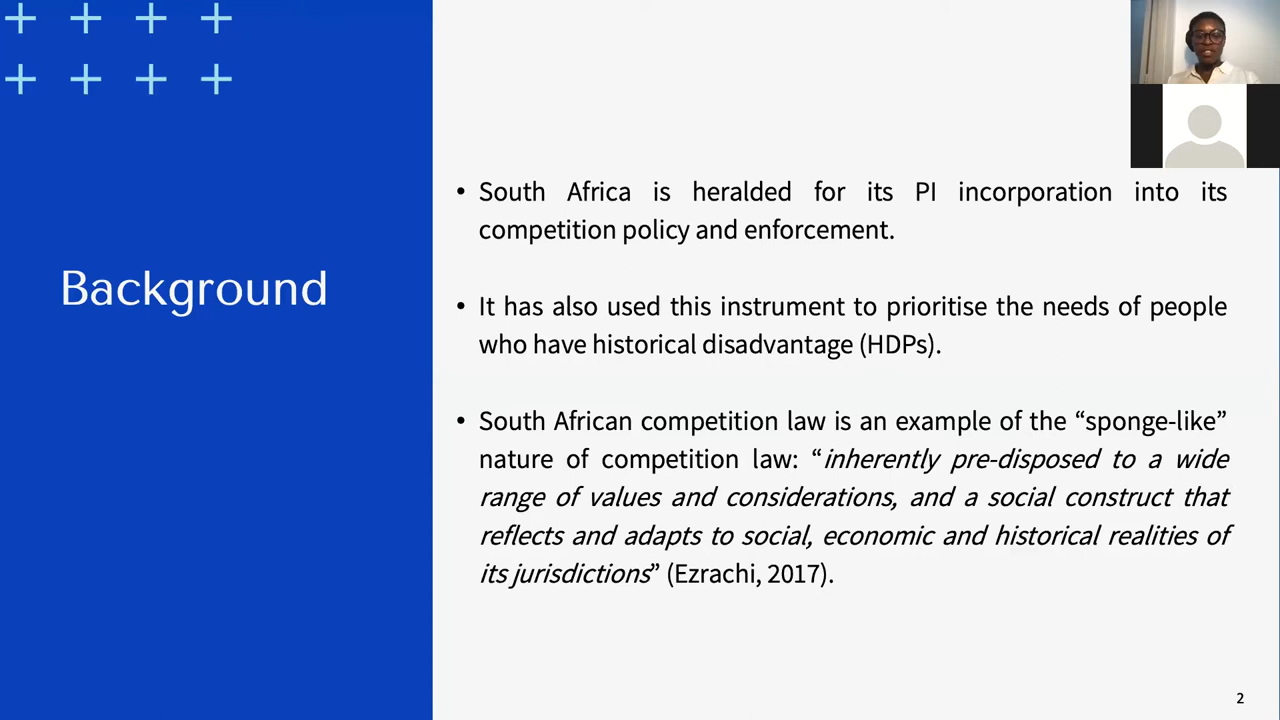 Background
• South Africa is heralded for its PI incorporation into its
competition policy and enforcement.
• It has also used this instrument to prioritise the needs of people
who have historical disadvantage (HDPs).
• South African competition law is an example of the “sponge-like”
nature of competition law: “inherently pre-disposed to a wide
range of values and considerations, and a social construct that
reflects and adapts to social, economic and historical realities of
its jurisdictions” (Ezrachi, 2017).
2